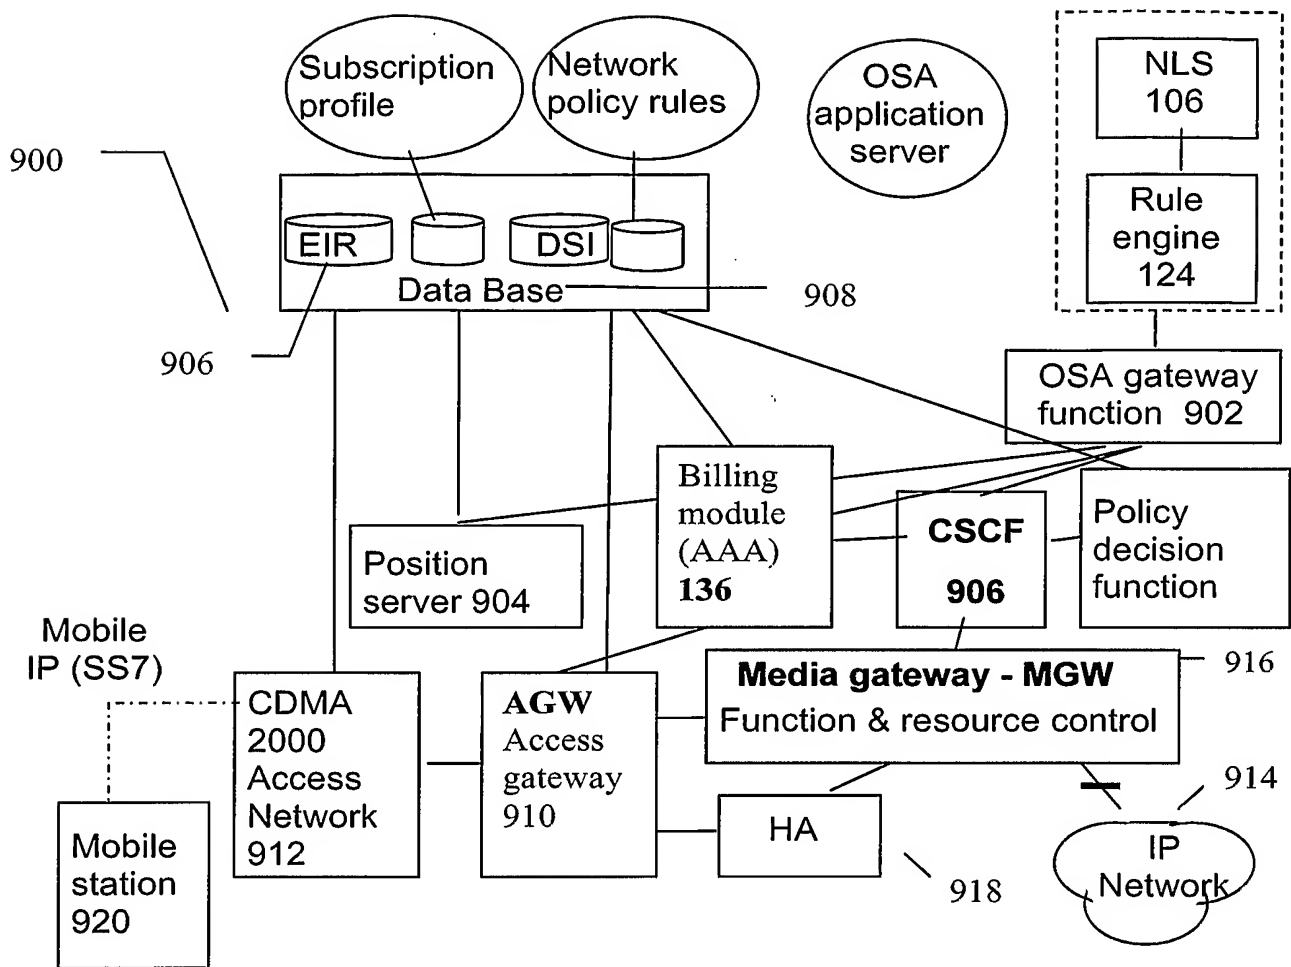 Subscription
profile
Network
policy rules
OSA
application
server
NLS
106
Rule
engine
124
900
EIR
DSI
Data Base
908
906
OSA gateway
function 902
Billing
module
(AAA)
136
CSCF
906
Policy
decision
function
Position
server 904
Mobile
IP (SS7)
CDMA
2000
Access
Network
912
AGW
Access
gateway
910
Media gateway - MGW
Function & resource control
916
914
HA
918
IP
Network
Mobile
station
920